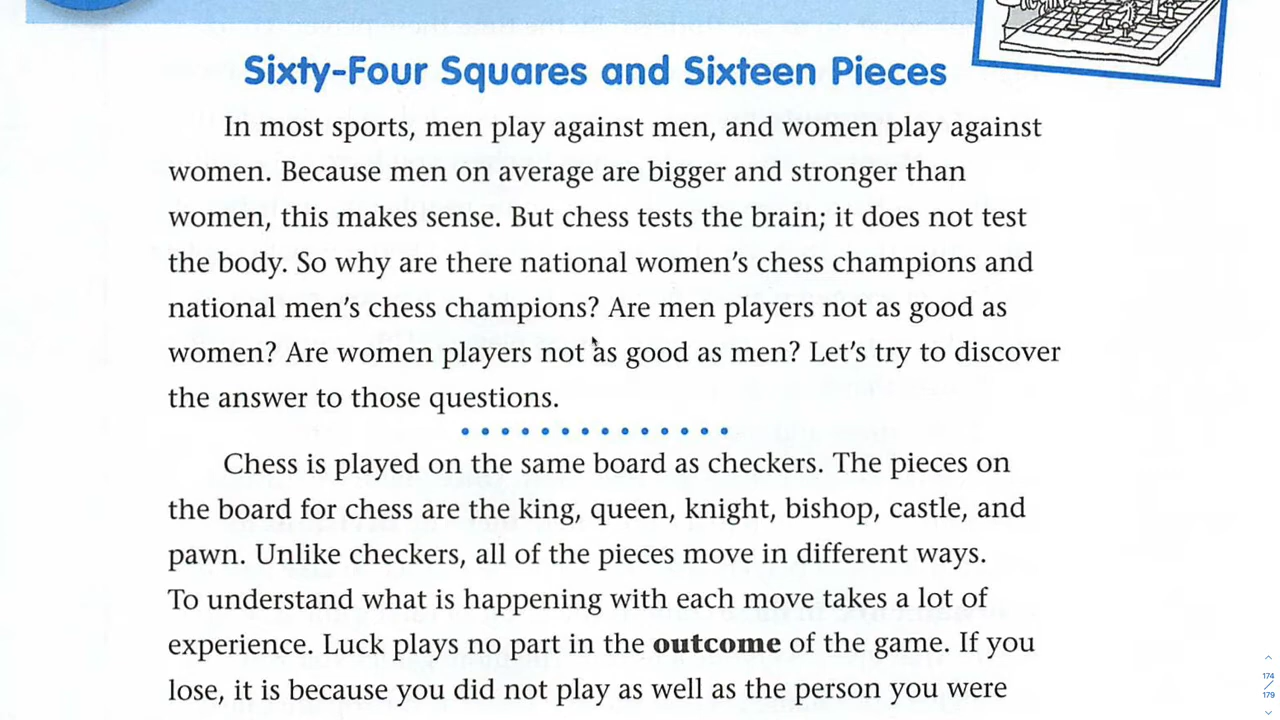 Sixty-Four Squares and Sixteen Pieces
In most sports, men play against men, and women play against
women. Because men on average are bigger and stronger than
women, this makes sense. But chess tests the brain; it does not test
the body. So why are there national women's chess champions and
national men's chess champions? Are men players not as good as
women? Are women players not as good as men? Let's try to discover
the answer to those questions.
Chess is played on the same board as checkers. The pieces on
the board for chess are the king, queen, knight, bishop, castle, and
pawn. Unlike checkers, all of the pieces move in different ways.
To understand what is happening with each move takes a lot of
experience. Luck plays no part in the outcome of the game. If you
lose, it is because you did not play as well as the person you were
174
/
179